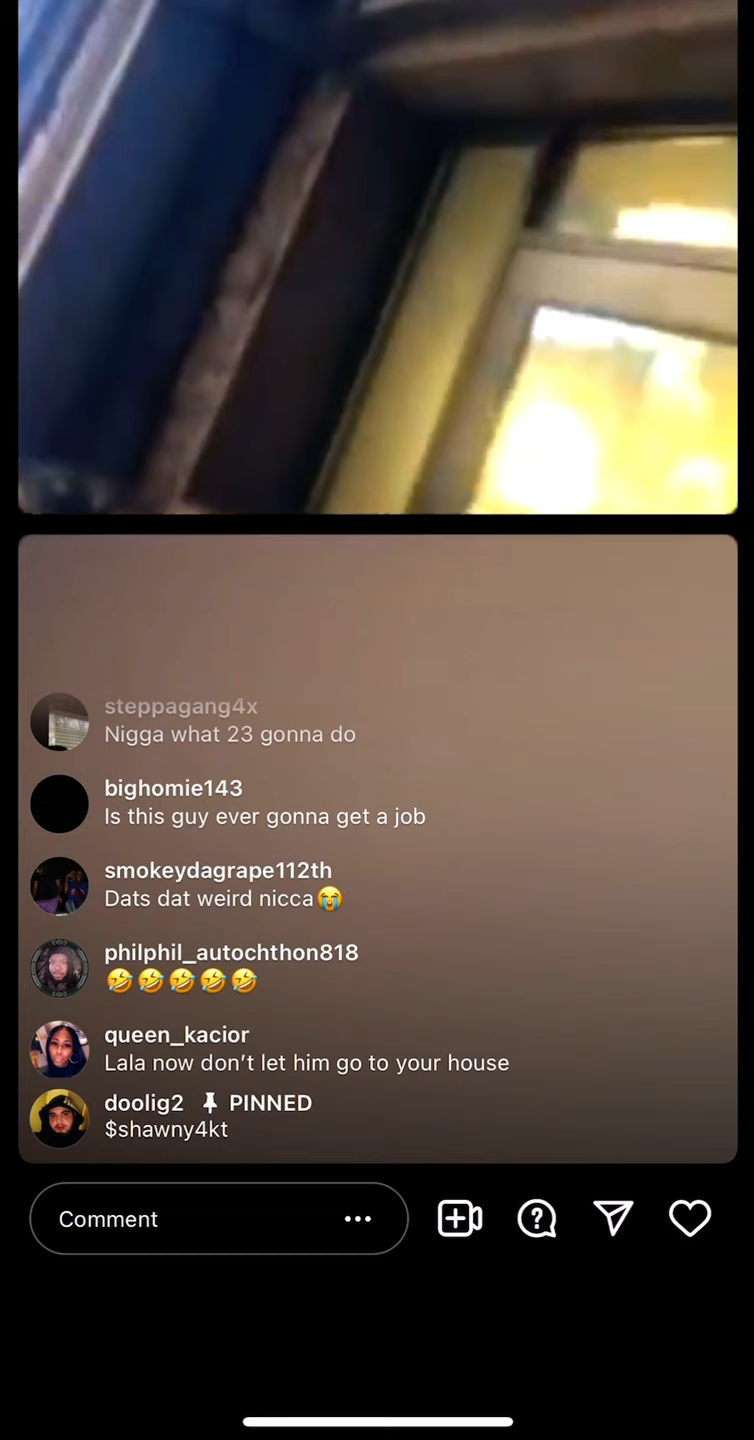 steppagang4x
Nigga what 23 gonna do
bighomie143
Is this guy ever gonna get a job
smokeydagrape112th
Dats dat weird nicca😭
philphil_autochthon818
🤣🤣🤣🤣🤣
queen_kacior
Lala now don’t let him go to your house
doolig2 📌 PINNED
$shawny4kt
Comment